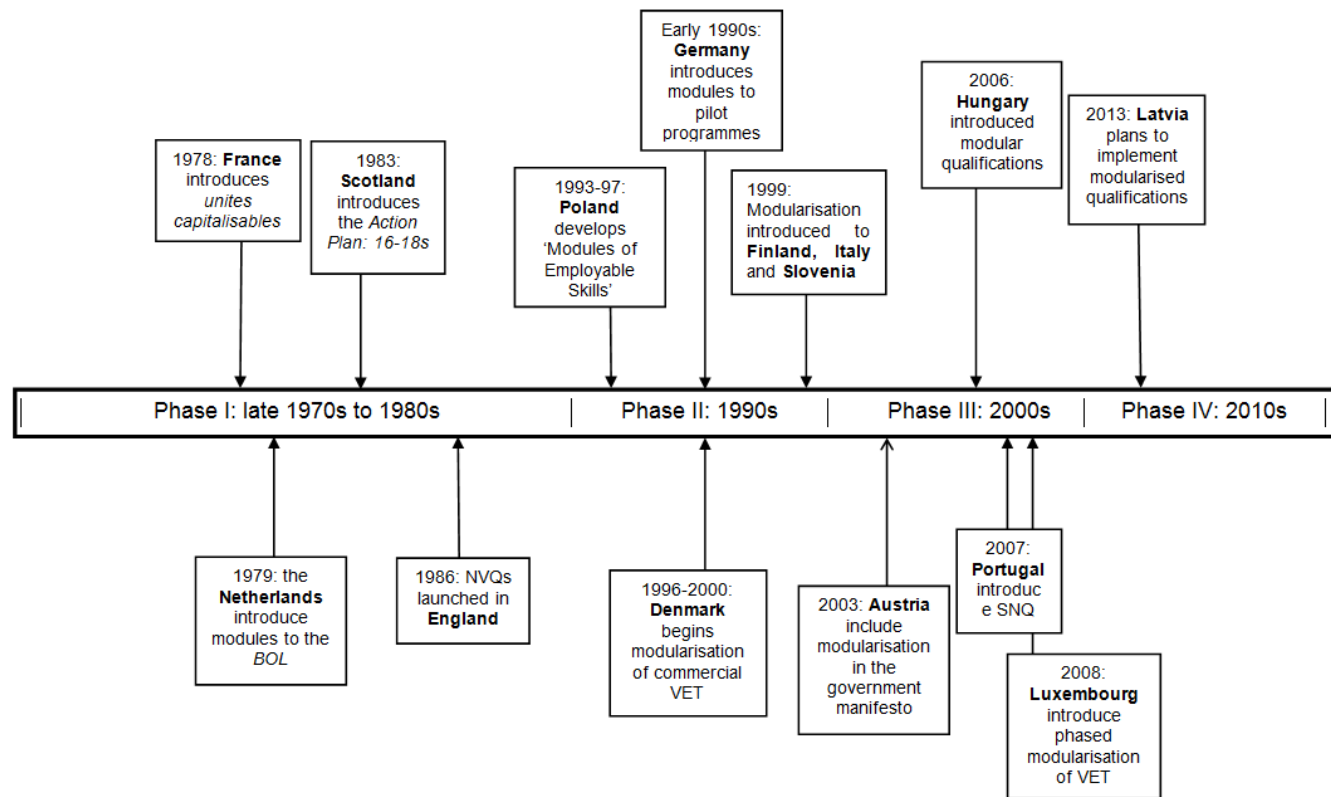 1978: France
introduces
unites
capitalisables
1983:
Scotland
introduces
the Action
Plan: 16-18s
1993-97:
Poland
develops
‘Modules of
Employable
Skills’
Early 1990s:
Germany
introduces
modules to
pilot
programmes
1999:
Modularisation
introduced to
Finland, Italy
and Slovenia
2006:
Hungary
introduced
modular
qualifications
2013: Latvia
plans to
implement
modularised
qualifications
Phase I: late 1970s to 1980s
Phase II: 1990s
Phase III: 2000s
Phase IV: 2010s
1979: the
Netherlands
introduce
modules to the
BOL
1986: NVQs
launched in
England
1996-2000:
Denmark
begins
modularisation
of commercial
VET
2003: Austria
include
modularisation
in the
government
manifesto
2007:
Portugal
introduc
e SNQ
2008:
Luxembourg
introduce
phased
modularisation
of VET